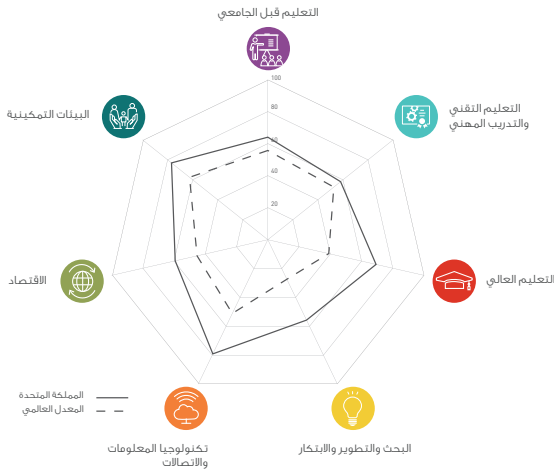 التعليم قبل الجامعي
التعليم التقني
والتدريب المهني
البيئات التمكينية
100
80
60
40
20
التعليم العالي
الاقتصاد
المملكة المتحدة
المعدل العالمي
البحث والتطوير والابتكار
تكنولوجيا المعلومات
والاتصالات